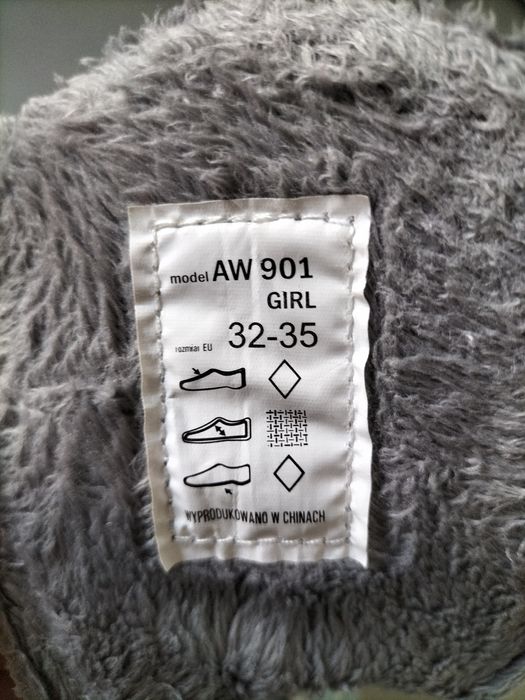 model AW 901
GIRL
rozmiar EU 32-35
WYPRODUKOWANO W CHINACH